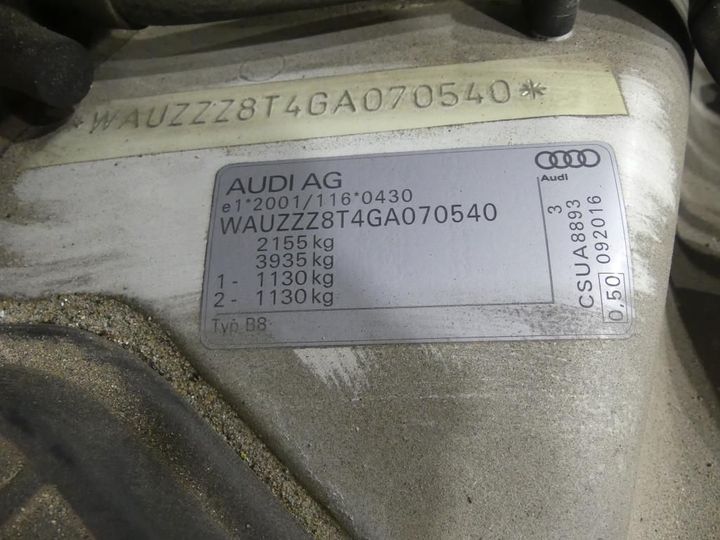 *WAUZZZ8T4GA070540*
AUDI AG
Audi
e1*2001/116*0430
WAUZZZ8T4GA070540
2155 kg
3935 kg
1 - 1130 kg
2 - 1130 kg
Typ B8
3
CSUA8893
0,50 092016